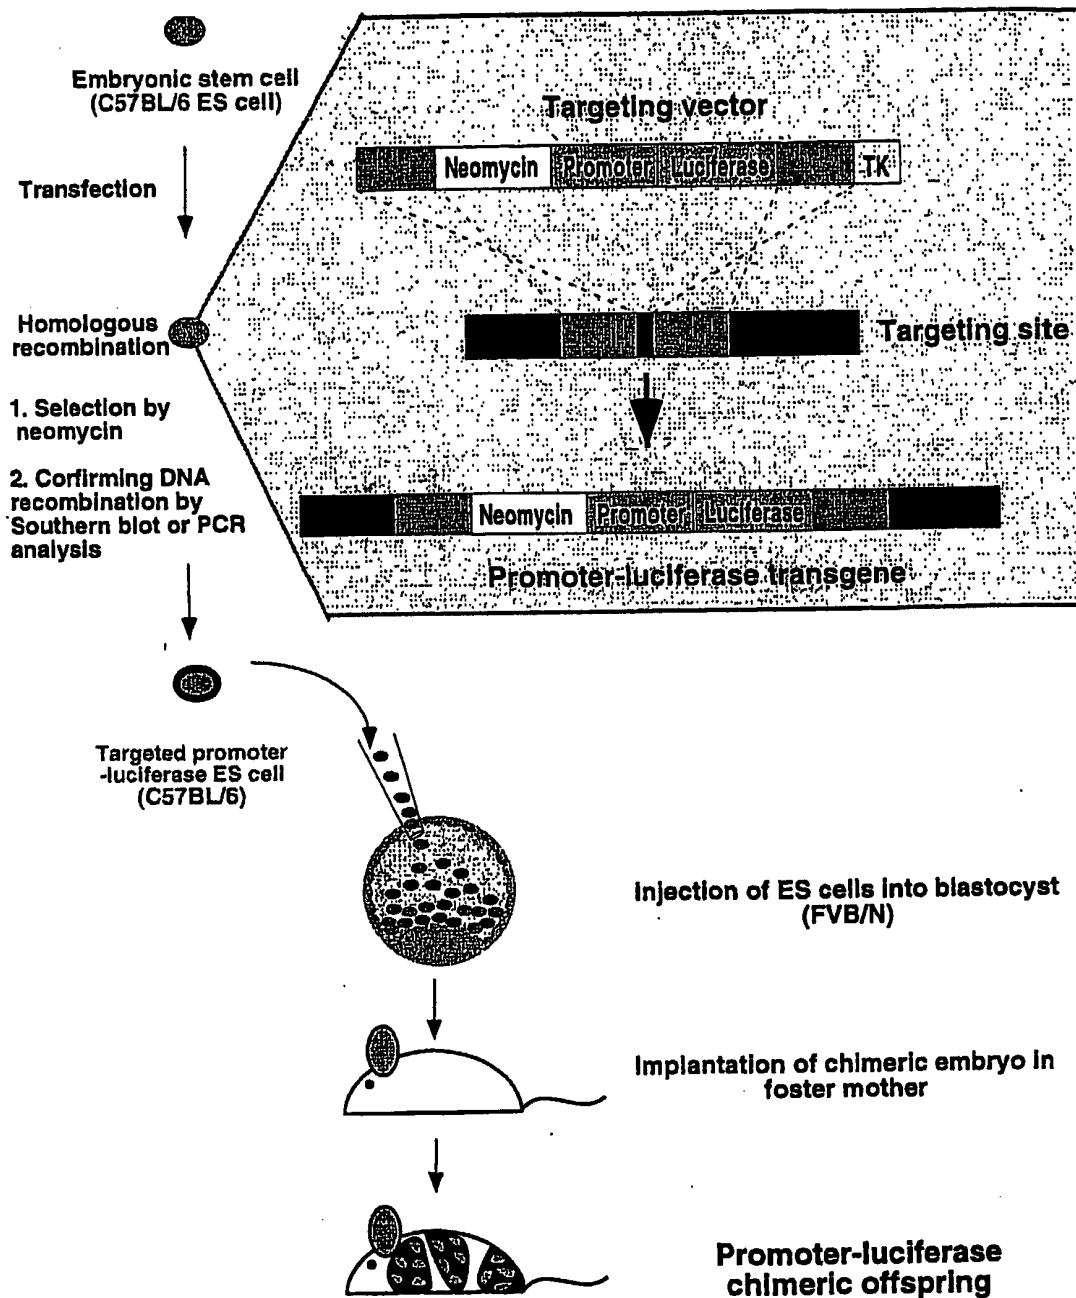 Embryonic stem cell
(C57BL/6 ES cell)
Transfection
Homologous
recombination
1. Selection by
neomycin
2. Corfirming DNA
recombination by
Southern blot or PCR
analysis
Targeting vector
Neomycin Promoter Luciferase TK
Targeting site
Neomycin Promoter Luciferase
Promoter-luciferase transgene
Targeted promoter
-luciferase ES cell
(C57BL/6)
Injection of ES cells into blastocyst
(FVB/N)
Implantation of chimeric embryo in
foster mother
Promoter-luciferase
chimeric offspring